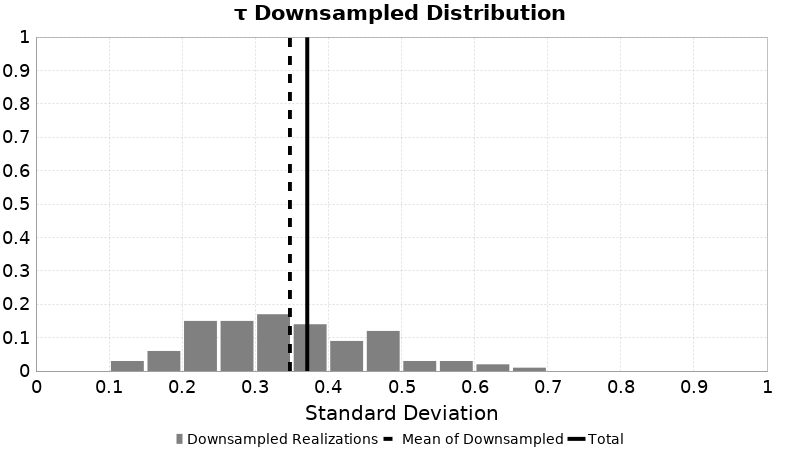 τ Downsampled Distribution
1
0.9
0.8
0.7
0.6
0.5
0.4
0.3
0.2
0.1
0
0 0.1 0.2 0.3 0.4 0.5 0.6 0.7 0.8 0.9 1
Standard Deviation
Downsampled Realizations Mean of Downsampled Total